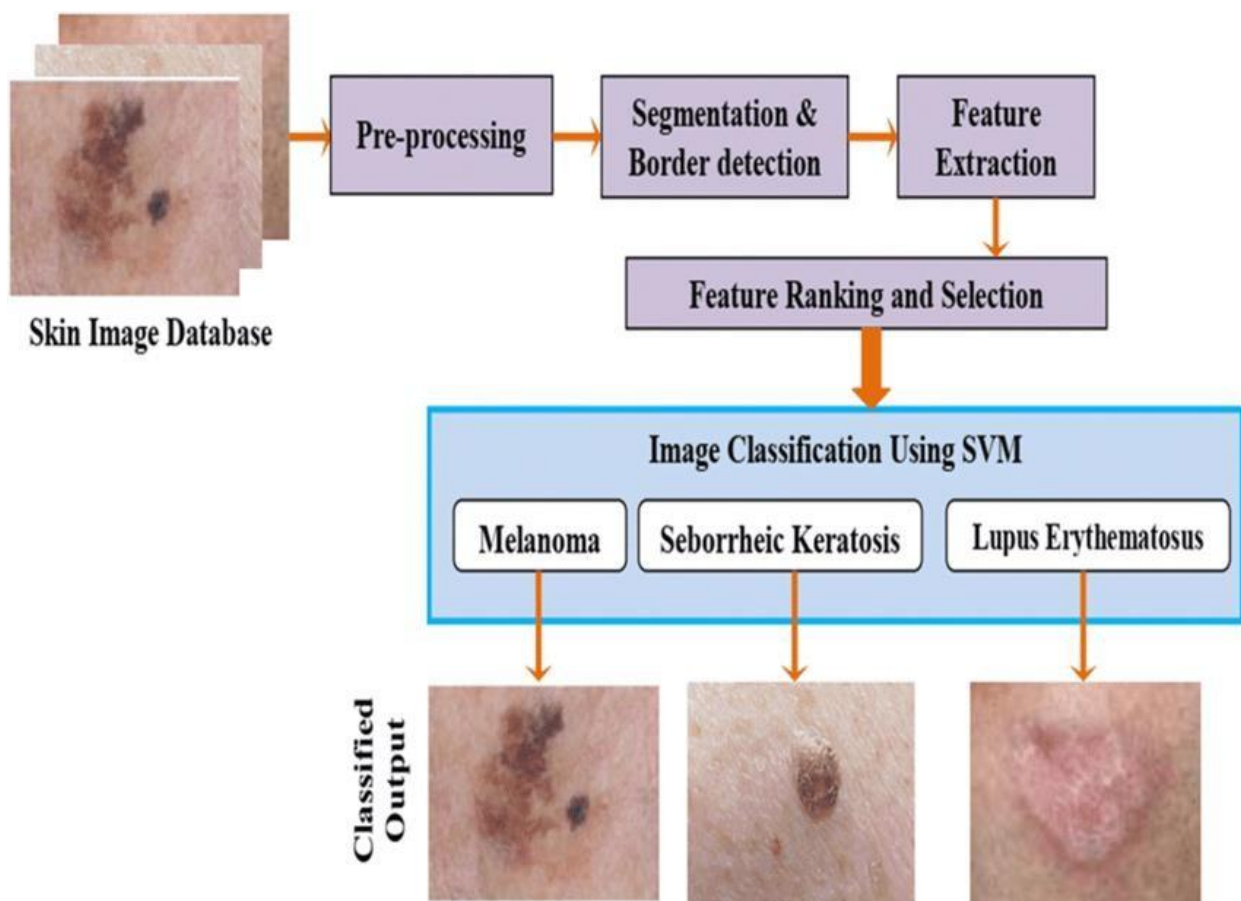 Pre-processing
Segmentation &
Border detection
Feature
Extraction
Skin Image Database
Feature Ranking and Selection
Image Classification Using SVM
Melanoma
Seborrheic Keratosis
Lupus Erythematosus
Classified
Output